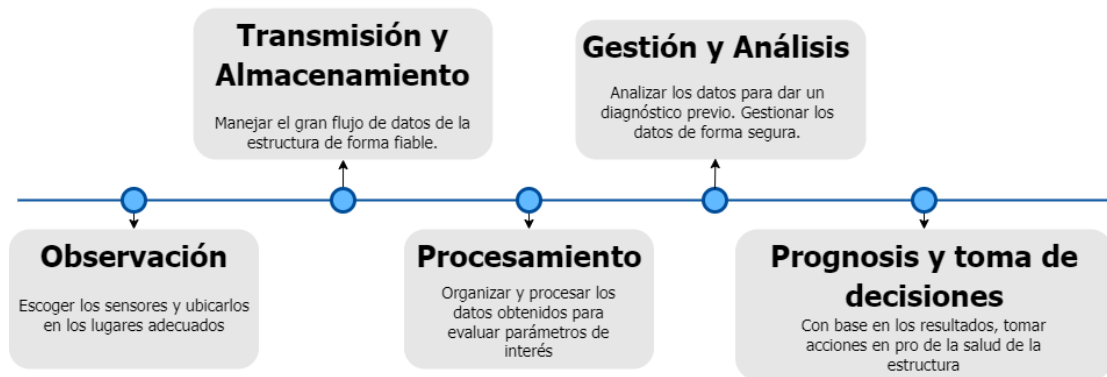 Transmisión y
Almacenamiento
Manejar el gran flujo de datos de la
estructura de forma fiable.
Gestión y Análisis
Analizar los datos para dar un
diagnóstico previo. Gestionar los
datos de forma segura.
Observación
Escoger los sensores y ubicarlos
en los lugares adecuados
Procesamiento
Organizar y procesar los
datos obtenidos para
evaluar parámetros de
interés
Prognosis y toma de
decisiones
Con base en los resultados, tomar
acciones en pro de la salud de la
estructura